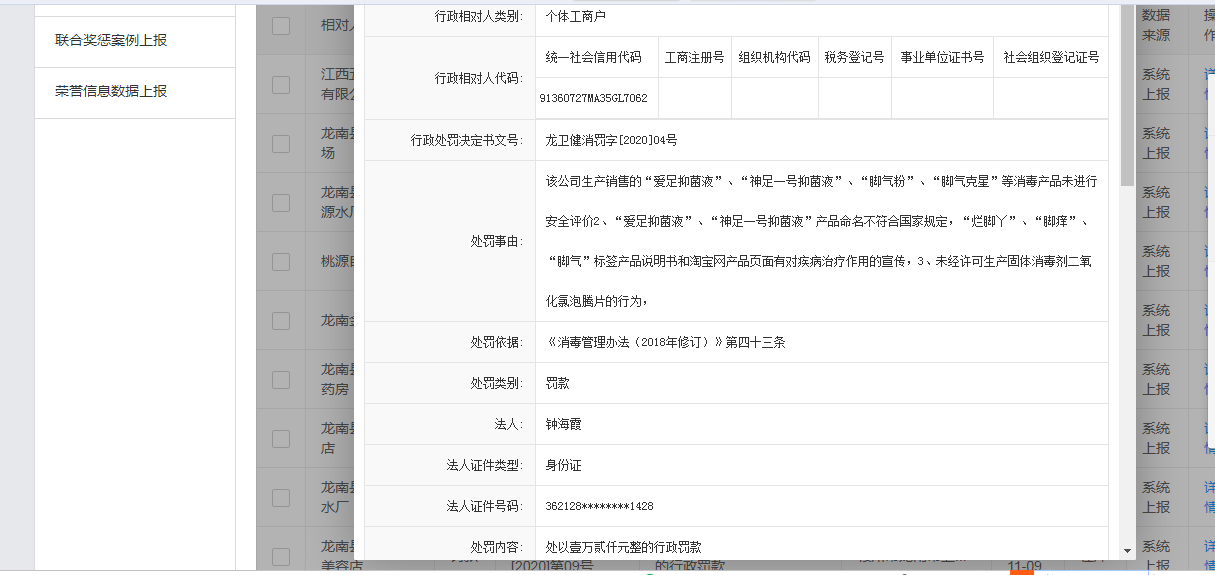 联合奖惩案例上报
荣誉信息数据上报
相对人
江西
有限公
龙南县
场
龙南县
源水厂
桃源
龙南
龙南县
药房
龙南县
店
龙南县
水厂
龙南县
美容店
行政相对人类别: 个体工商户
行政相对人代码:
统一社会信用代码 工商注册号 组织机构代码 税务登记号 事业单位证书号 社会组织登记证号
91360727MA35GL7062
行政处罚决定书文号: 龙卫健消罚字[2020]04号
处罚事由:
该公司生产销售的“爱足抑菌液”、“神足一号抑菌液”、“脚气粉”、“脚气克星”等消毒产品未进行
安全评价2、“爱足抑菌液”、“神足一号抑菌液”产品命名不符合国家规定，“烂脚丫”、“脚痒”、
“脚气”标签产品说明书和淘宝网产品页面有对疾病治疗作用的宣传，3、未经许可生产固体消毒剂二氧
化氯泡腾片的行为，
处罚依据: 《消毒管理办法（2018年修订）》第四十三条
处罚类别: 罚款
法人: 钟海霞
法人证件类型: 身份证
法人证件号码: 362128********1428
处罚内容: 处以壹万贰仟元整的行政罚款
[2020]第09号 的行政罚款 11-09
数据
来源
操
作
系统
上报
系统
上报
系统
上报
系统
上报
系统
上报
系统
上报
系统
上报
系统
上报
详
情
系统
上报
详
情